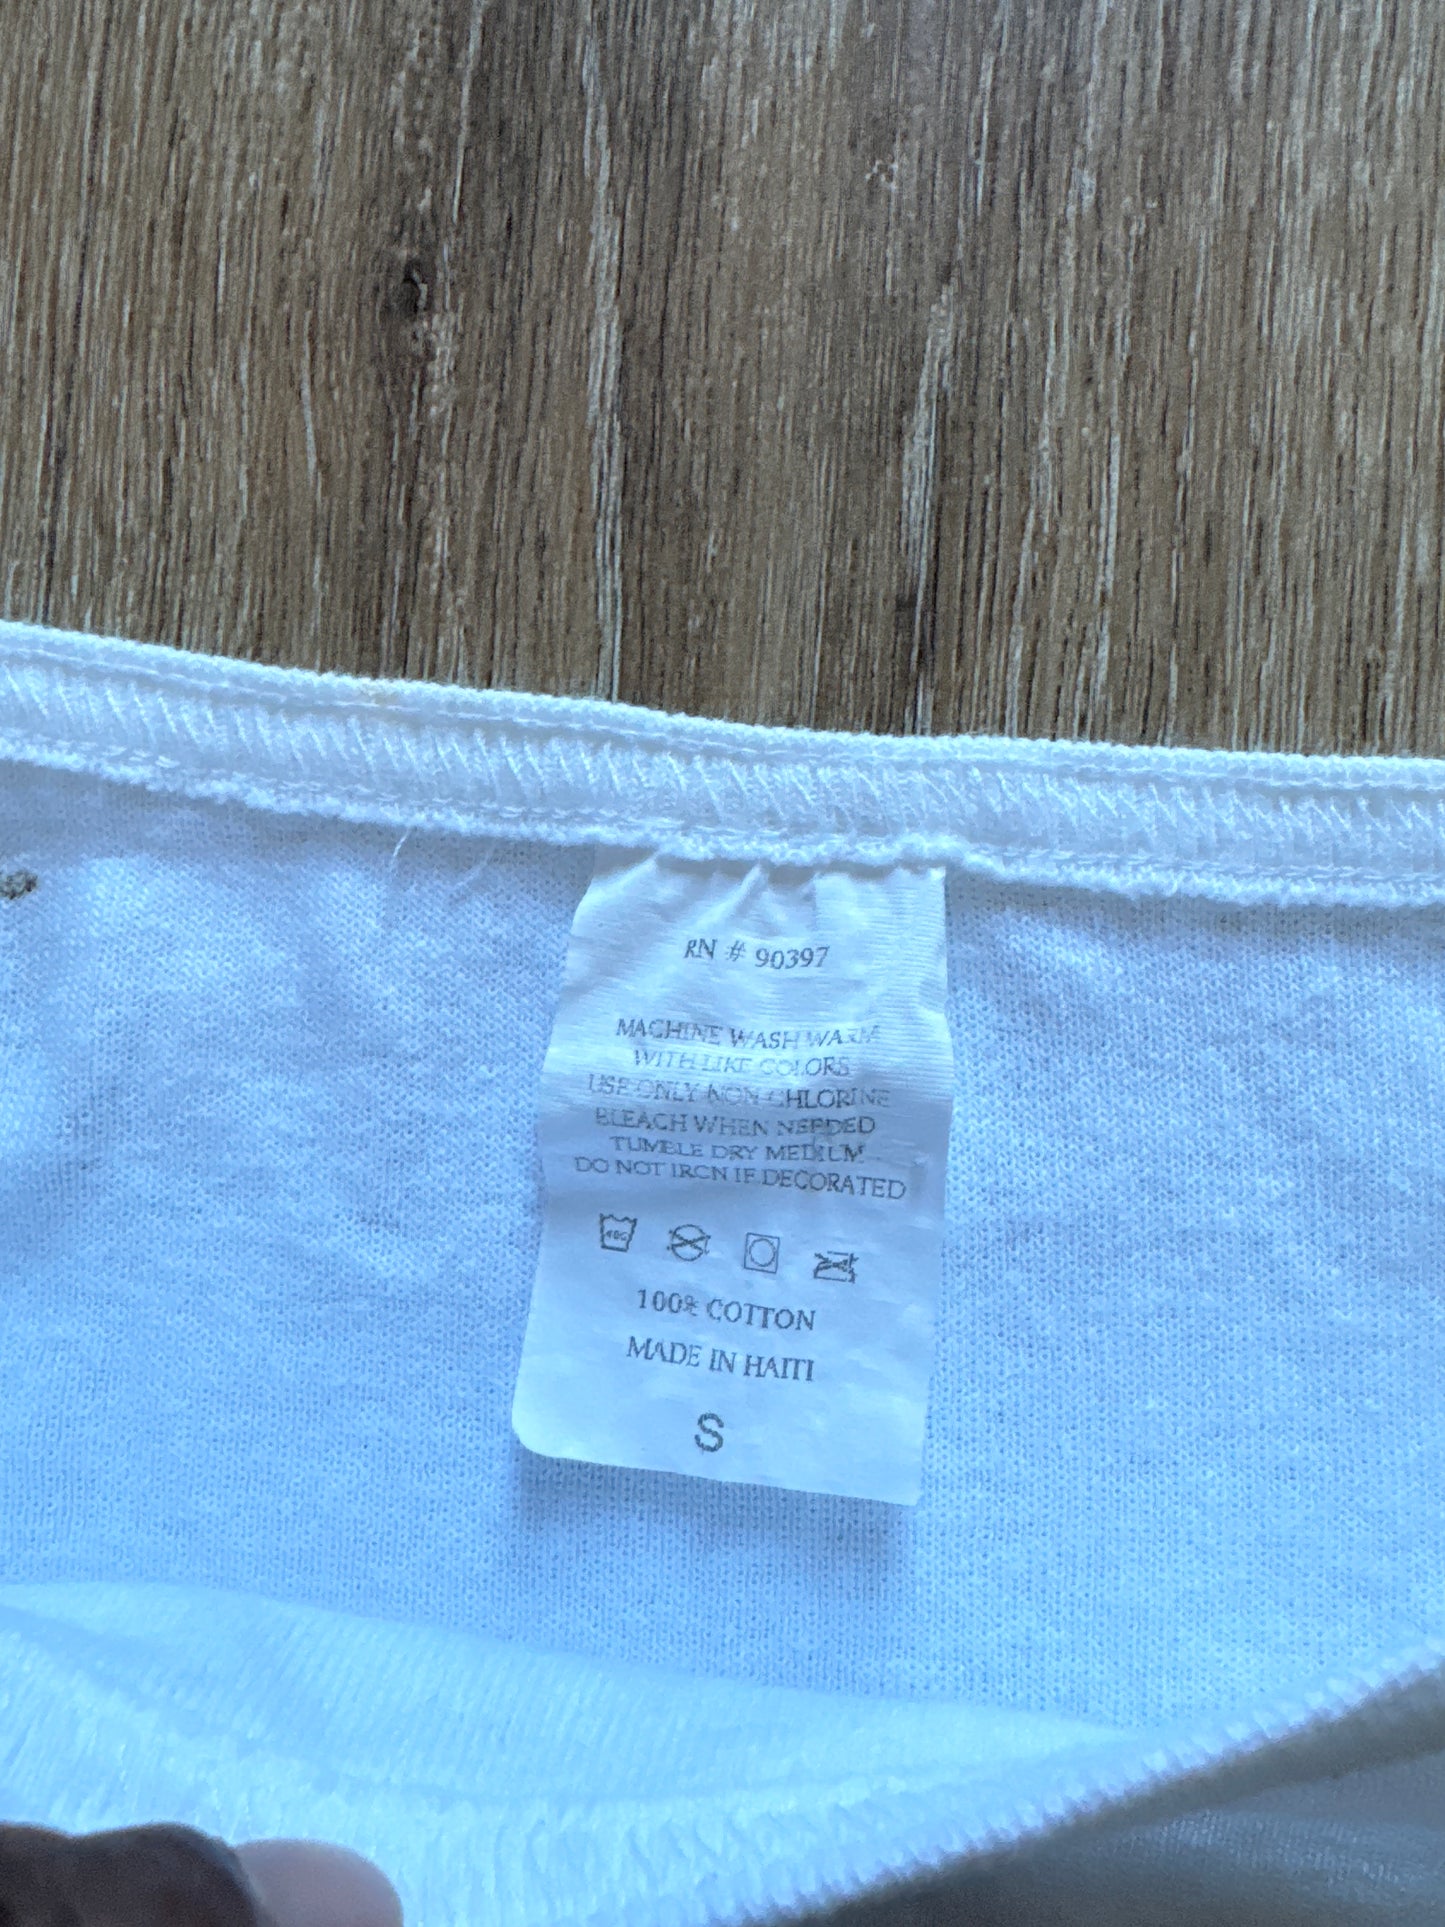 RN # 90397
MACHINE WASH WARM
WITH LIKE COLORS
USE ONLY NON CHLORINE
BLEACH WHEN NEEDED
TUMBLE DRY MEDIUM
DO NOT IRON IF DECORATED
40C
100% COTTON
MADE IN HAITI
S